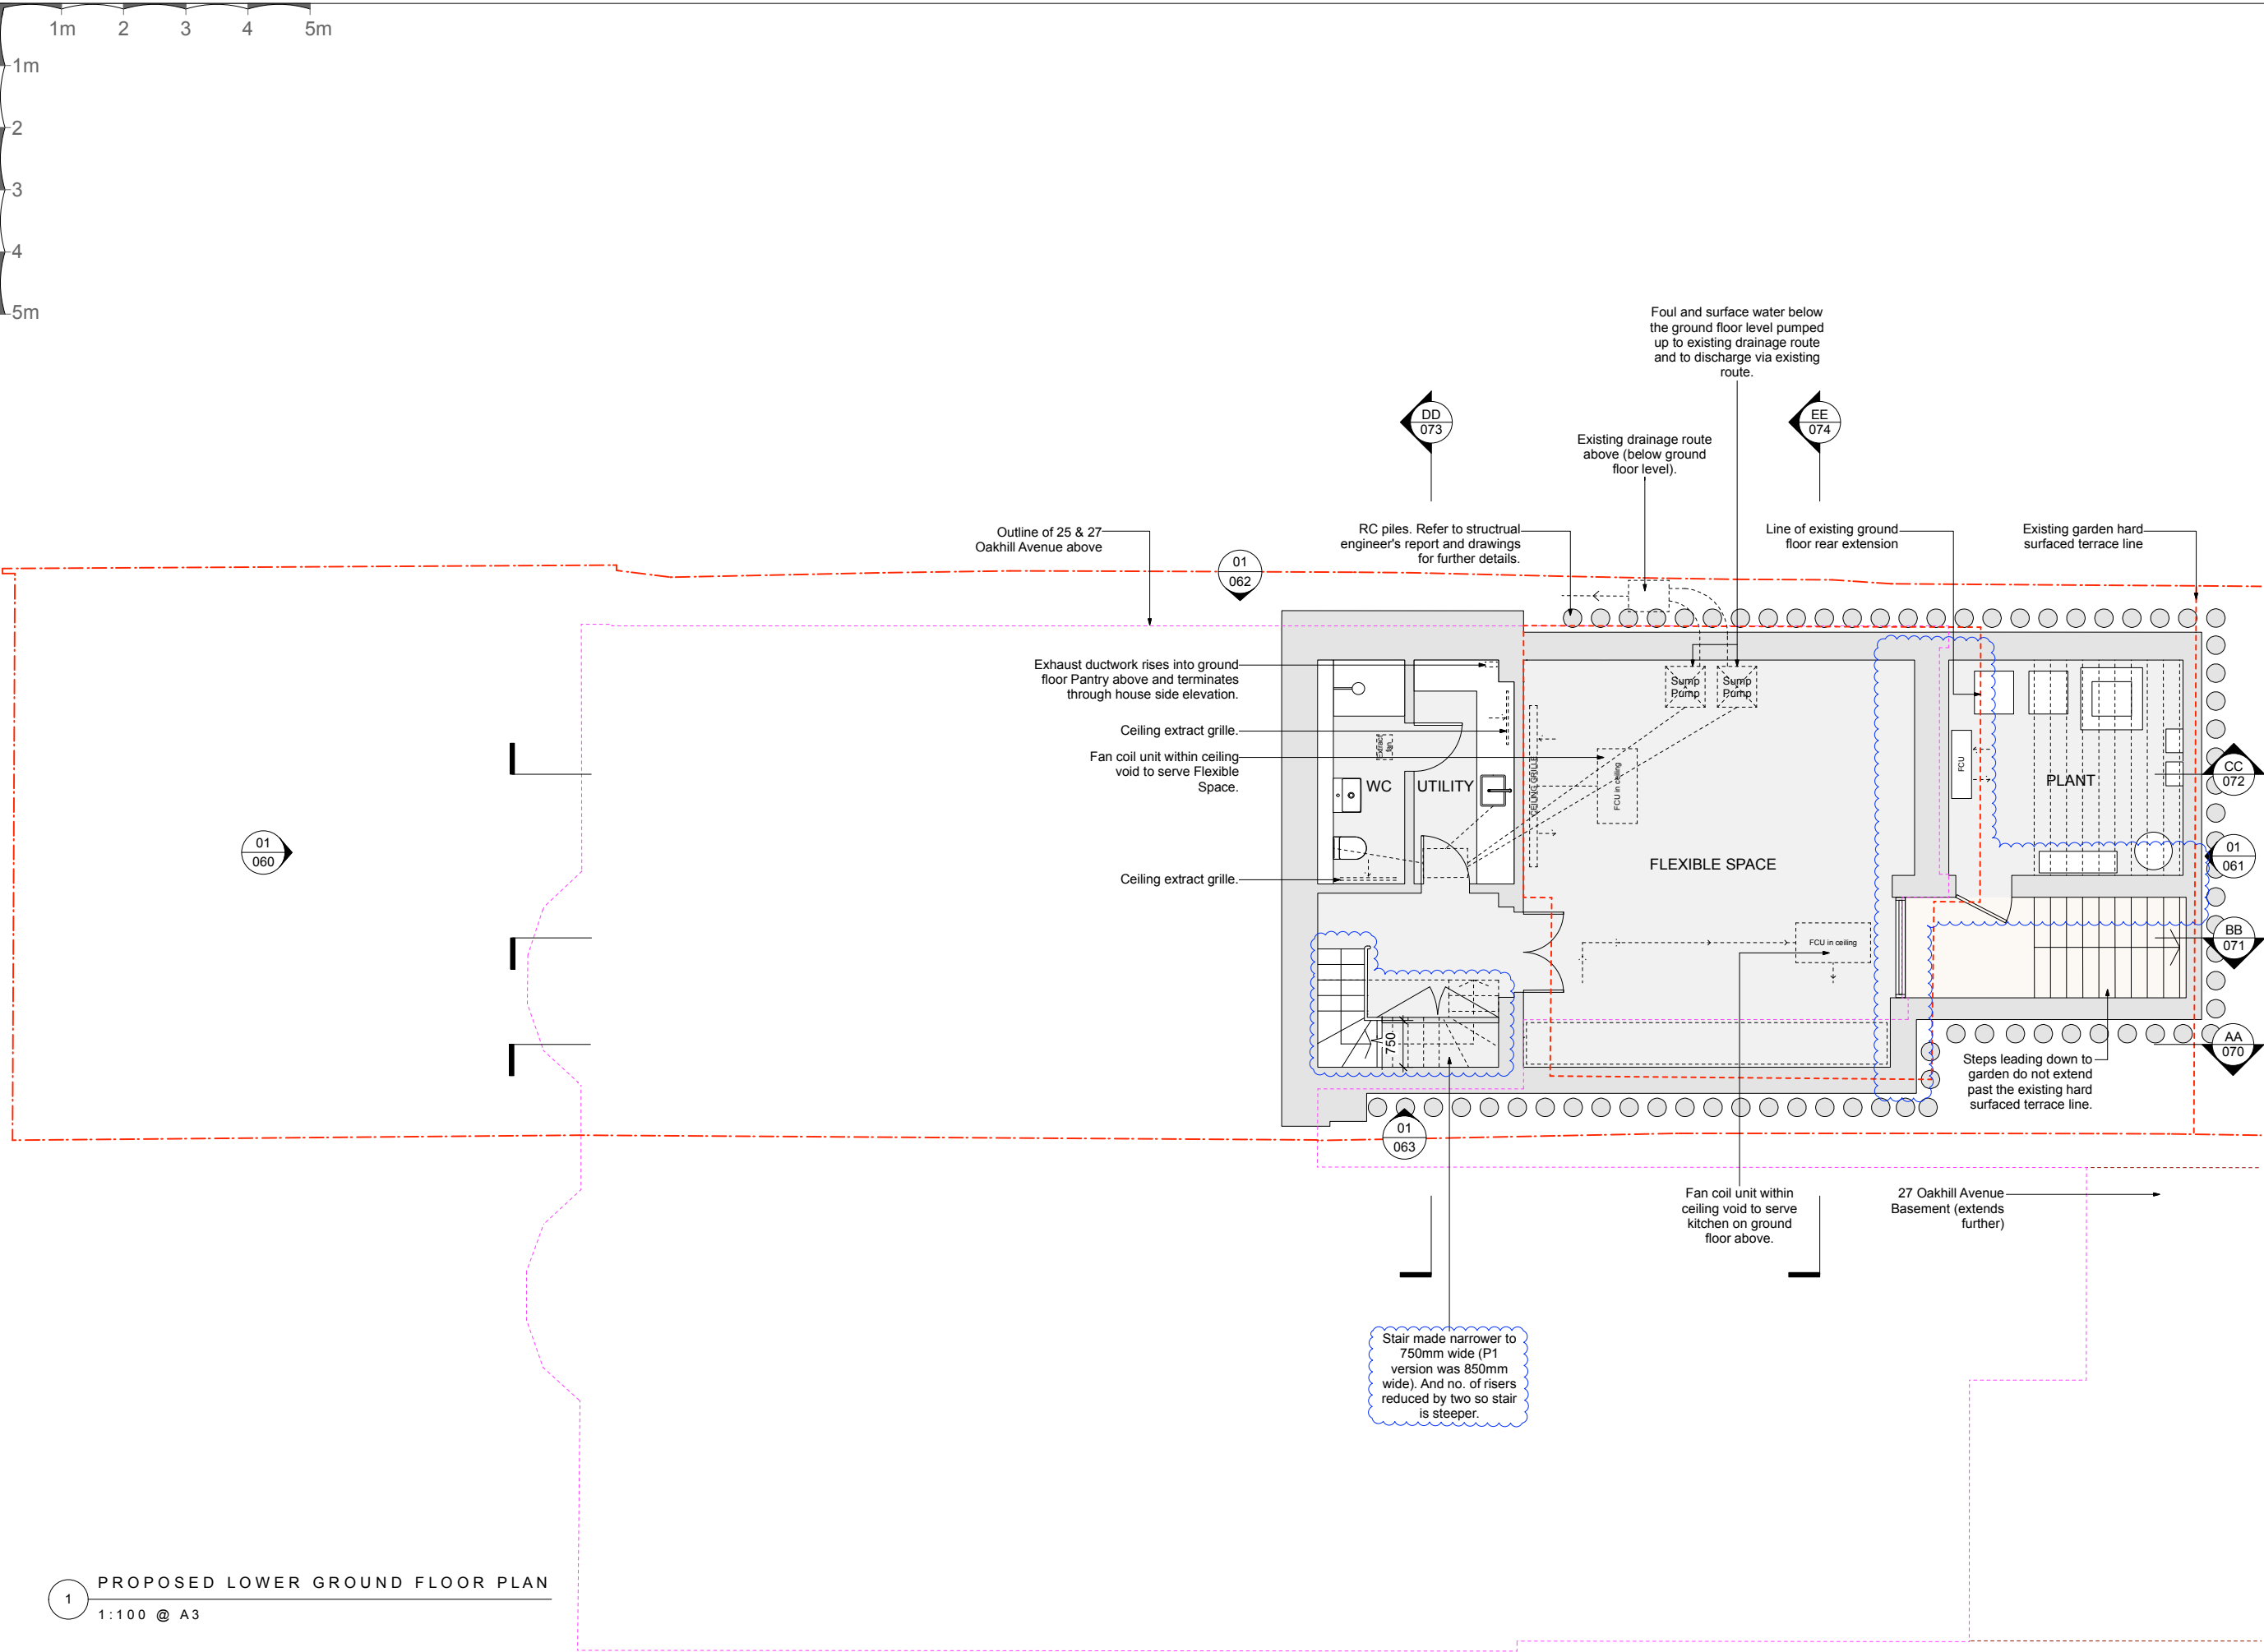 1m 2 3 4 5m
1m
2
3
4
5m
Foul and surface water below
the ground floor level pumped
up to existing drainage route
and to discharge via existing
route.
DD
073
EE
074
Existing drainage route
above (below ground
floor level).
Outline of 25 & 27
Oakhill Avenue above
RC piles. Refer to structrual
engineer's report and drawings
for further details.
Line of existing ground
floor rear extension
Existing garden hard
surfaced terrace line
01
062
Exhaust ductwork rises into ground
floor Pantry above and terminates
through house side elevation.
Sump
Pump
Sump
Pump
Ceiling extract grille.
Extract
fan
Fan coil unit within ceiling
void to serve Flexible
Space.
WC
UTILITY
CEILING GRILLE
FCU in ceiling
FCU
PLANT
CC
072
01
060
FLEXIBLE SPACE
01
061
Ceiling extract grille.
FCU in ceiling
BB
071
750
AA
070
Steps leading down to
garden do not extend
past the existing hard
surfaced terrace line.
01
063
Fan coil unit within
ceiling void to serve
kitchen on ground
floor above.
27 Oakhill Avenue
Basement (extends
further)
Stair made narrower to
750mm wide (P1
version was 850mm
wide). And no. of risers
reduced by two so stair
is steeper.
1
PROPOSED LOWER GROUND FLOOR PLAN
1:100 @ A3